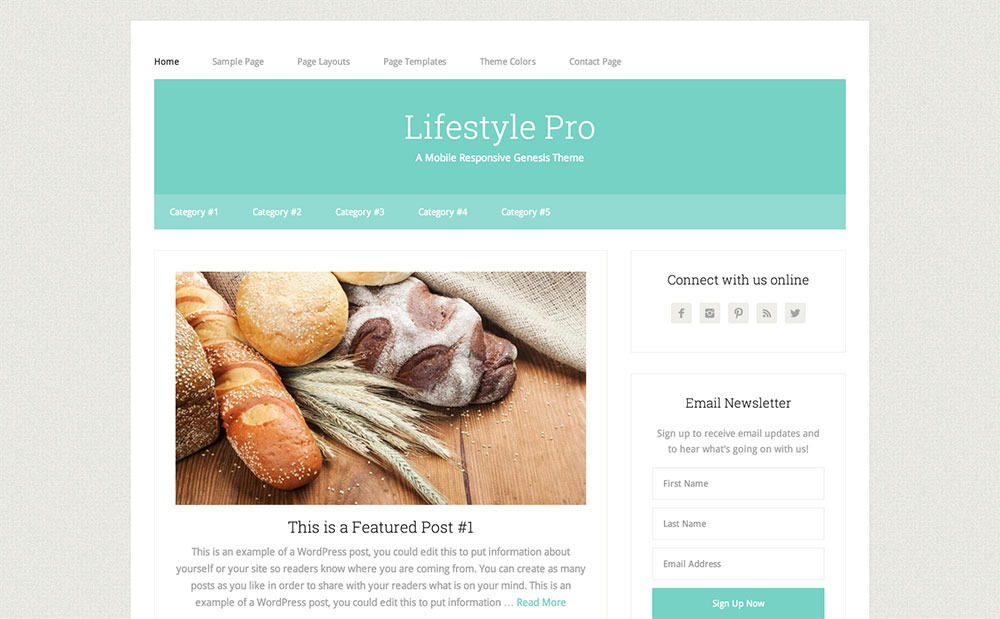 Home Sample Page Page Layouts Page Templates Theme Colors Contact Page
Lifestyle Pro
A Mobile Responsive Genesis Theme
Category #1 Category #2 Category #3 Category #4 Category #5
This is a Featured Post #1
This is an example of a WordPress post, you could edit this to put information about
yourself or your site so readers know where you are coming from. You can create as many
posts as you like in order to share with your readers what is on your mind. This is an
example of a WordPress post, you could edit this to put information … Read More
Connect with us online
Email Newsletter
Sign up to receive email updates and
to hear what's going on with us!
First Name
Last Name
Email Address
Sign Up Now